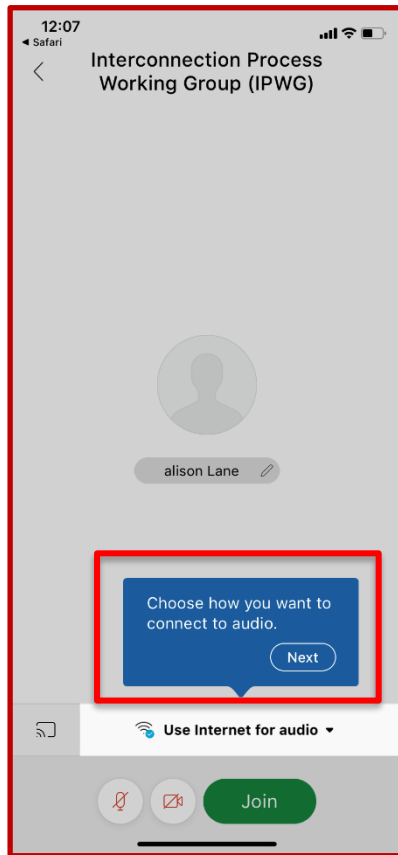 12:07
◀ Safari
Interconnection Process
Working Group (IPWG)
alison Lane
Choose how you want to
connect to audio.
Next
Use Internet for audio
Join